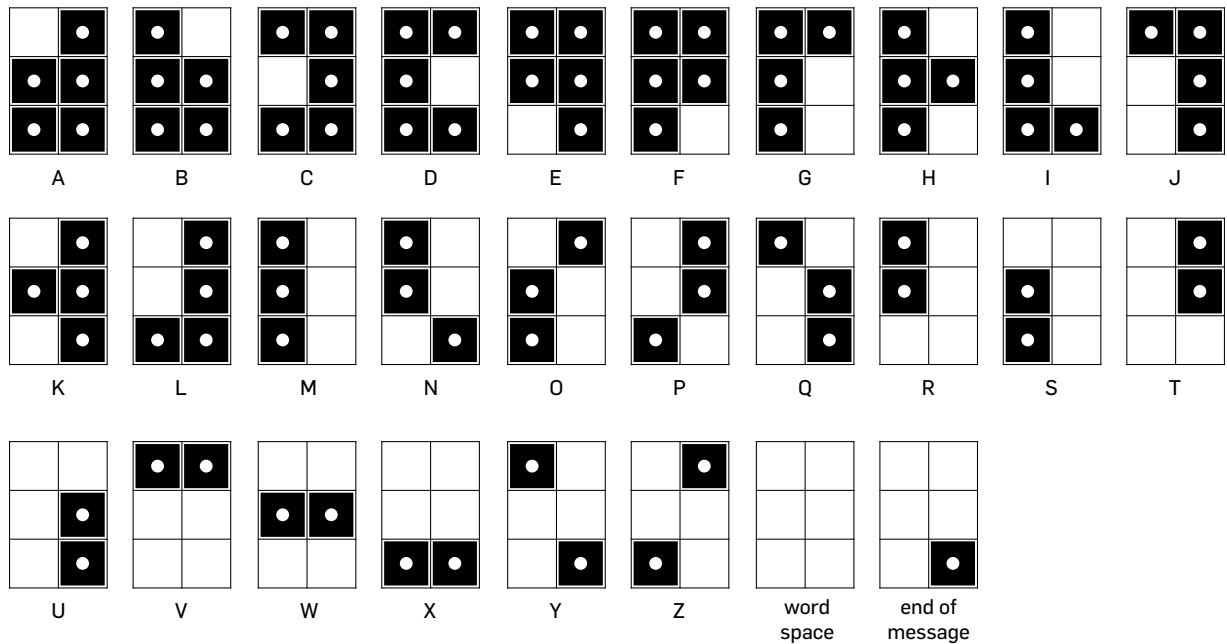 A B C D E F G H I J
K L M N O P Q R S T
U V W X Y Z word space end of message